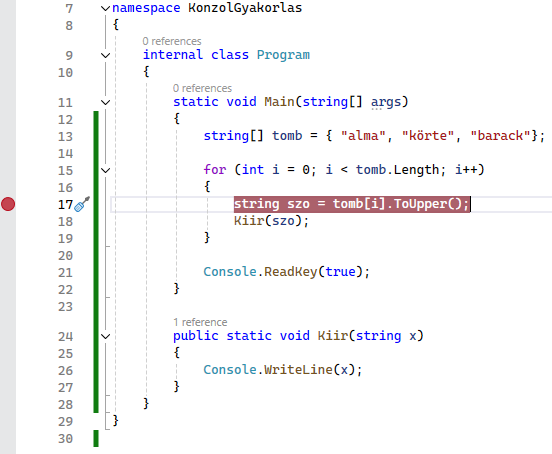 7 namespace KonzolGyakorlas
8 {
0 references
9 internal class Program
10 {
0 references
11 static void Main(string[] args)
12 {
13 string[] tomb = { "alma", "körte", "barack"};
14
15 for (int i = 0; i < tomb.Length; i++)
16 {
17 string szo = tomb[i].ToUpper();
18 Kiir(szo);
19 }
20
21 Console.ReadKey(true);
22 }
23
1 reference
24 public static void Kiir(string x)
25 {
26 Console.WriteLine(x);
27 }
28 }
29 }
30